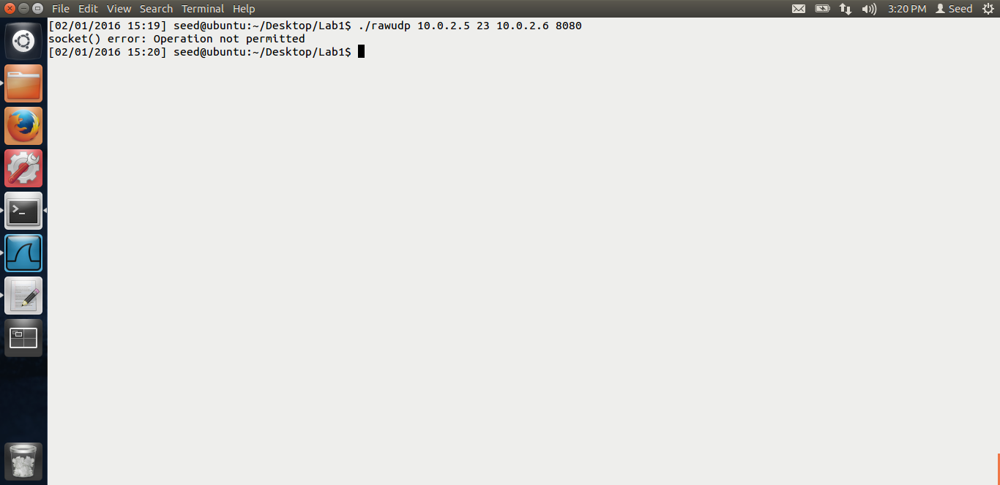 File Edit View Search Terminal Help 3:20 PM Seed
[02/01/2016 15:19] seed@ubuntu:~/Desktop/Lab1$ ./rawudp 10.0.2.5 23 10.0.2.6 8080
socket() error: Operation not permitted
[02/01/2016 15:20] seed@ubuntu:~/Desktop/Lab1$